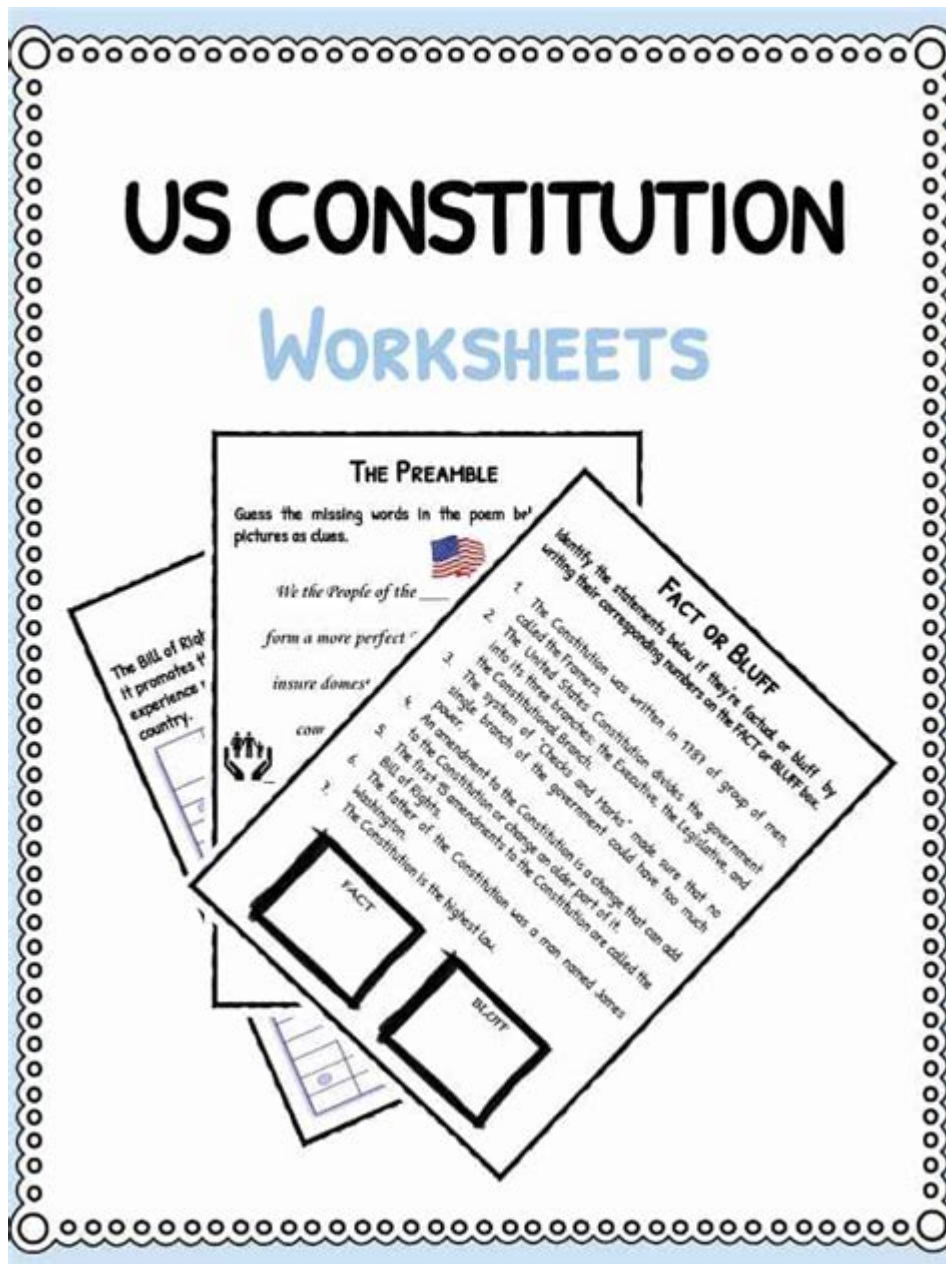 US CONSTITUTION
WORKSHEETS
THE PREAMBLE
Guess the missing words in the poem bel
pictures as clues.
We the People of the ___
form a more perfect
insure domes
com
The Bill of Righ
it promotes t
experience
country.
FACT OR BLUFF
Identify the statements below if they're factual or bluff by
writing their corresponding numbers on the FACT or BLUFF box.
1. The Constitution was written in 1787 of group of men,
called the Framers.
2. The United States Constitution divides the government
into its three branches: the Executive, the Legislative, and
the Constitutional Branch.
3. The system of "Checks and Marks" made sure that no
single branch of the government could have too much
power.
4. An amendment to the Constitution is a change that can add
to the Constitution or change an older part of it.
5. The first 15 amendments to the Constitution are called the
Bill of Rights.
6. The father of the Constitution was a man named James
Washington.
7. The Constitution is the highest law.
FACT
BLUFF